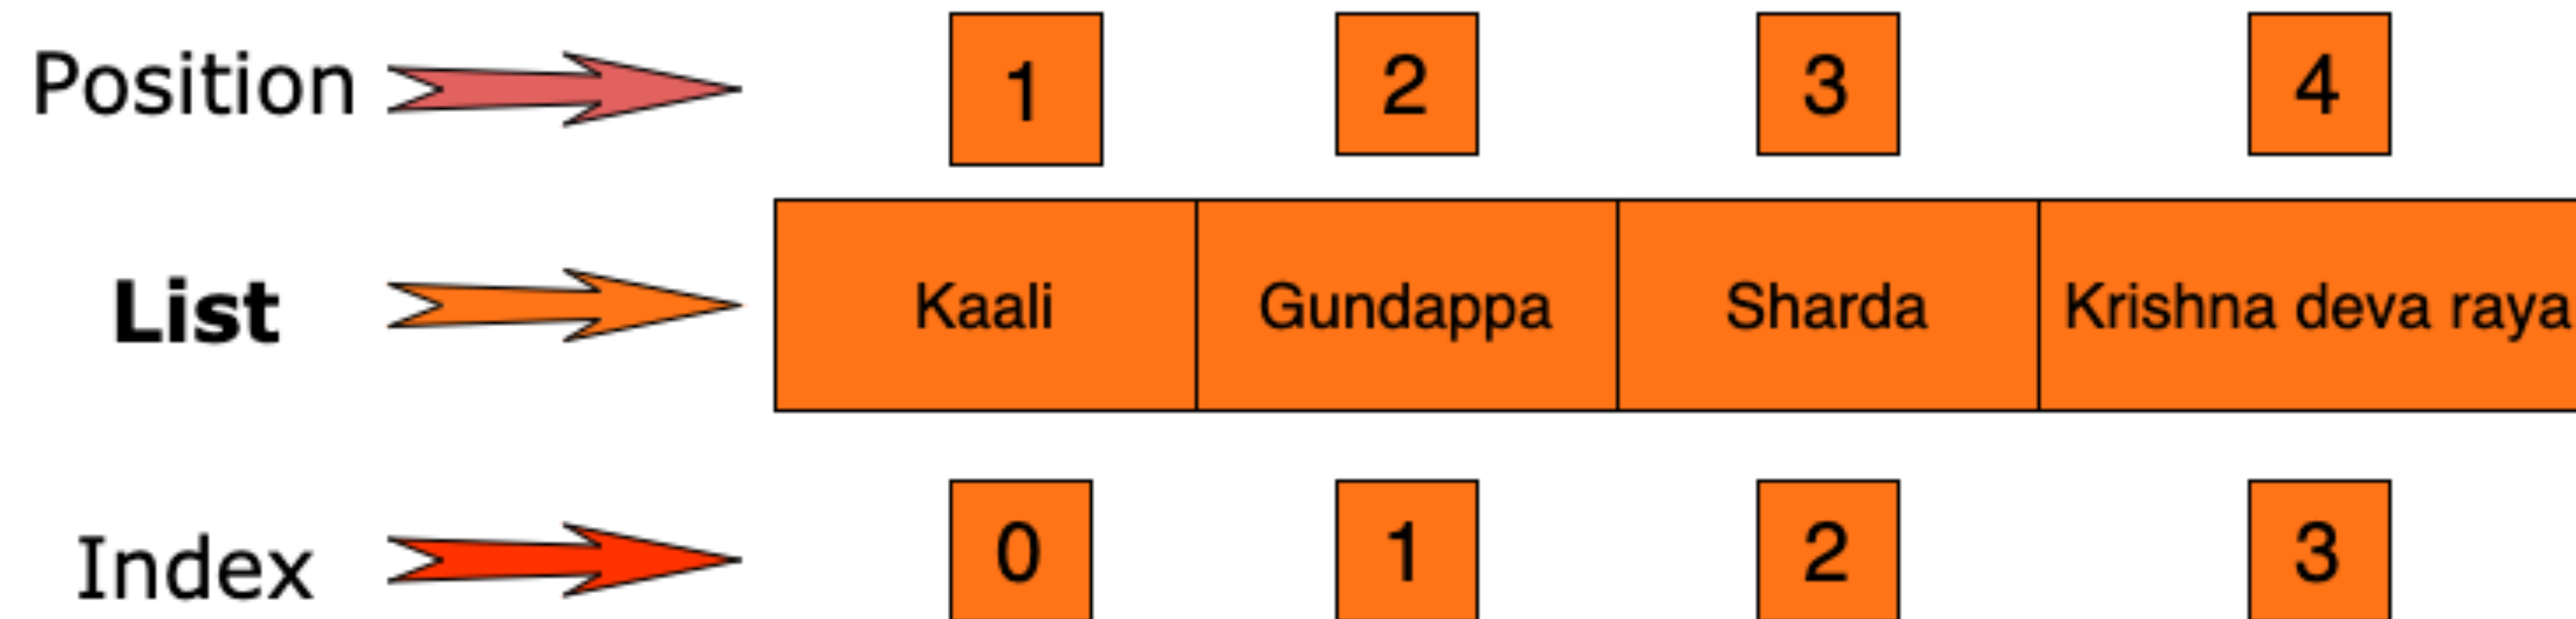 Position 1 2 3 4
List Kaali Gundappa Sharda Krishna deva raya
Index 0 1 2 3